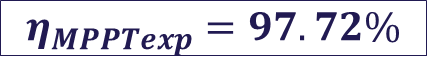 η_MPPTexp = 97.72%